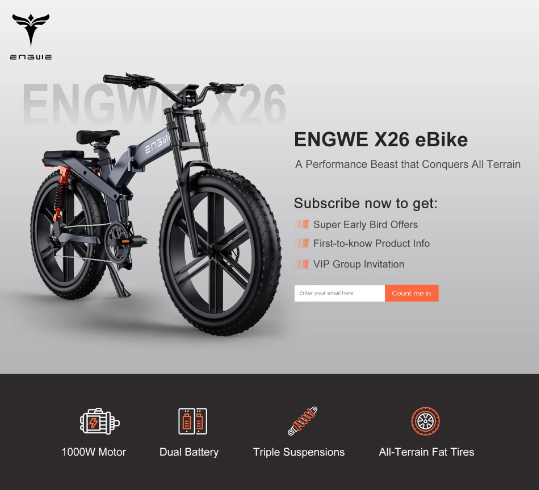 ENGWE
ENGWE X26
ENGWE
ENGWE X26 eBike
A Performance Beast that Conquers All Terrain
Subscribe now to get:
Super Early Bird Offers
First-to-know Product Info
VIP Group Invitation
Enter your email here
Count me in
1000W Motor
Dual Battery
Triple Suspensions
All-Terrain Fat Tires